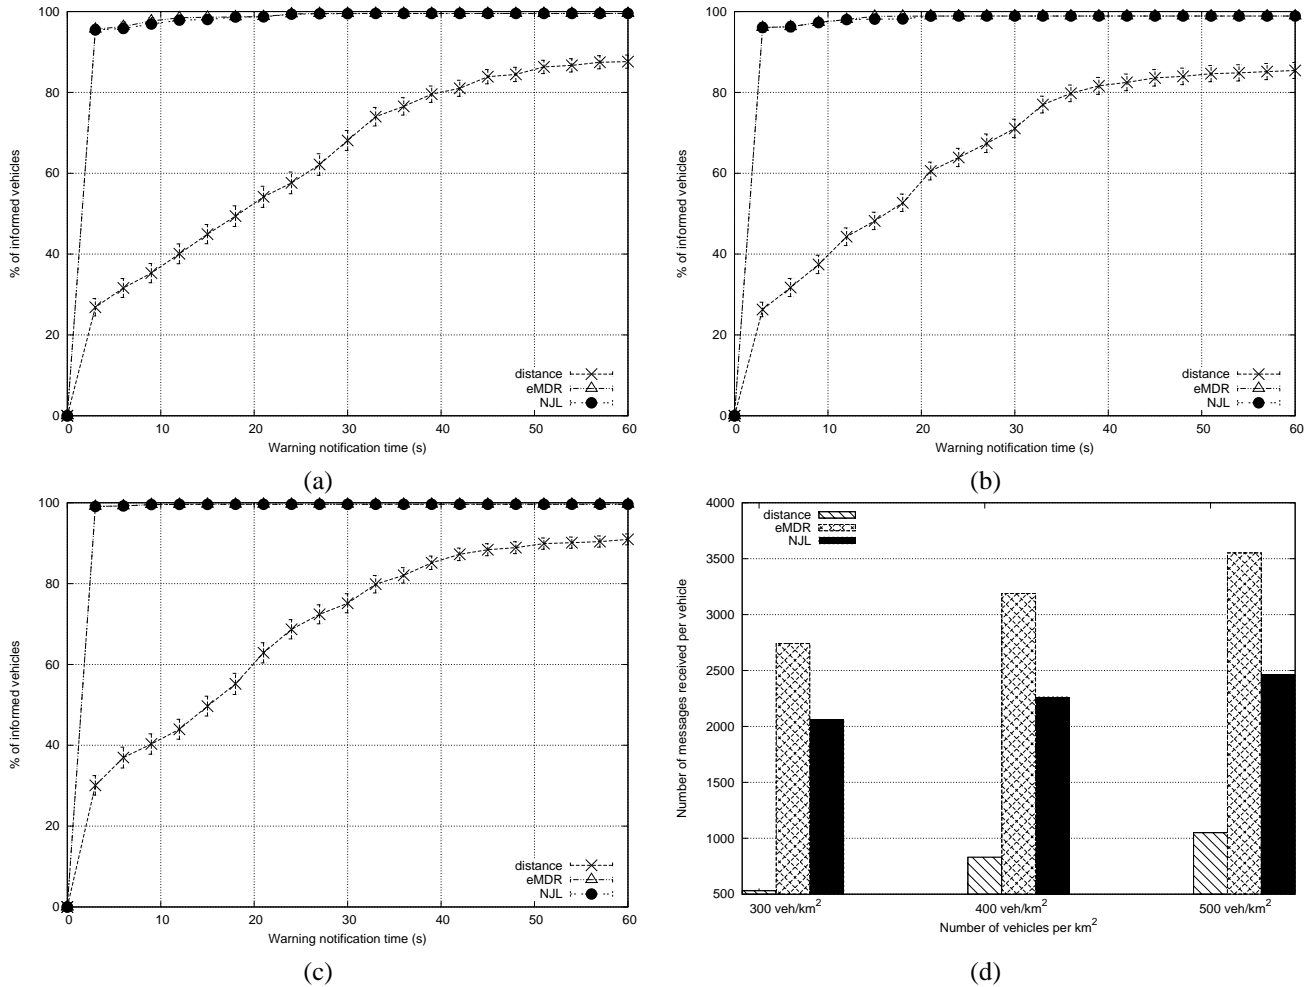 100
80
60
40
20
0
% of informed vehicles
distance
eMDR
NJL
0 10 20 30 40 50 60
Warning notification time (s)
(a)
100
80
60
40
20
0
% of informed vehicles
distance
eMDR
NJL
0 10 20 30 40 50 60
Warning notification time (s)
(b)
100
80
60
40
20
0
% of informed vehicles
distance
eMDR
NJL
0 10 20 30 40 50 60
Warning notification time (s)
(c)
4000
3500
3000
2500
2000
1500
1000
500
Number of messages received per vehicle
distance
eMDR
NJL
300 veh/km² 400 veh/km² 500 veh/km²
Number of vehicles per km²
(d)